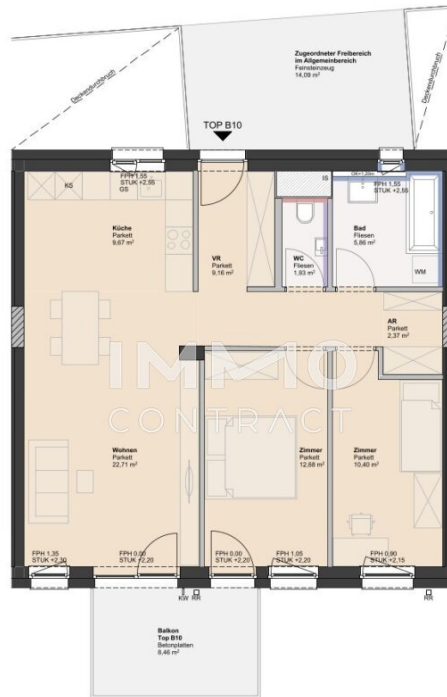 Zugeordneter Freibereich
im Allgemeinbereich
Feinsteinzeug
14,09 m²
Deckendurchbruch
Deckendurchbruch
TOP B10
FPH 1,55
STUK +2,55
GS
KS
IS
FPH 1,55
STUK +2,55
Küche
Parkett
9,67 m²
VR
Parkett
9,16 m²
WC
Fliesen
1,93 m²
Bad
Fliesen
5,86 m²
WM
AR
Parkett
2,37 m²
IMMO
CONTRACT
Wohnen
Parkett
22,71 m²
Zimmer
Parkett
12,68 m²
Zimmer
Parkett
10,40 m²
FPH 1,35
STUK +2,20
FPH 0,00
STUK +2,20
FPH 0,00
STUK +2,20
FPH 1,05
STUK +2,20
FPH 0,90
STUK +2,15
KW RR
RR
Balkon
Top B10
Betonplatten
8,46 m²